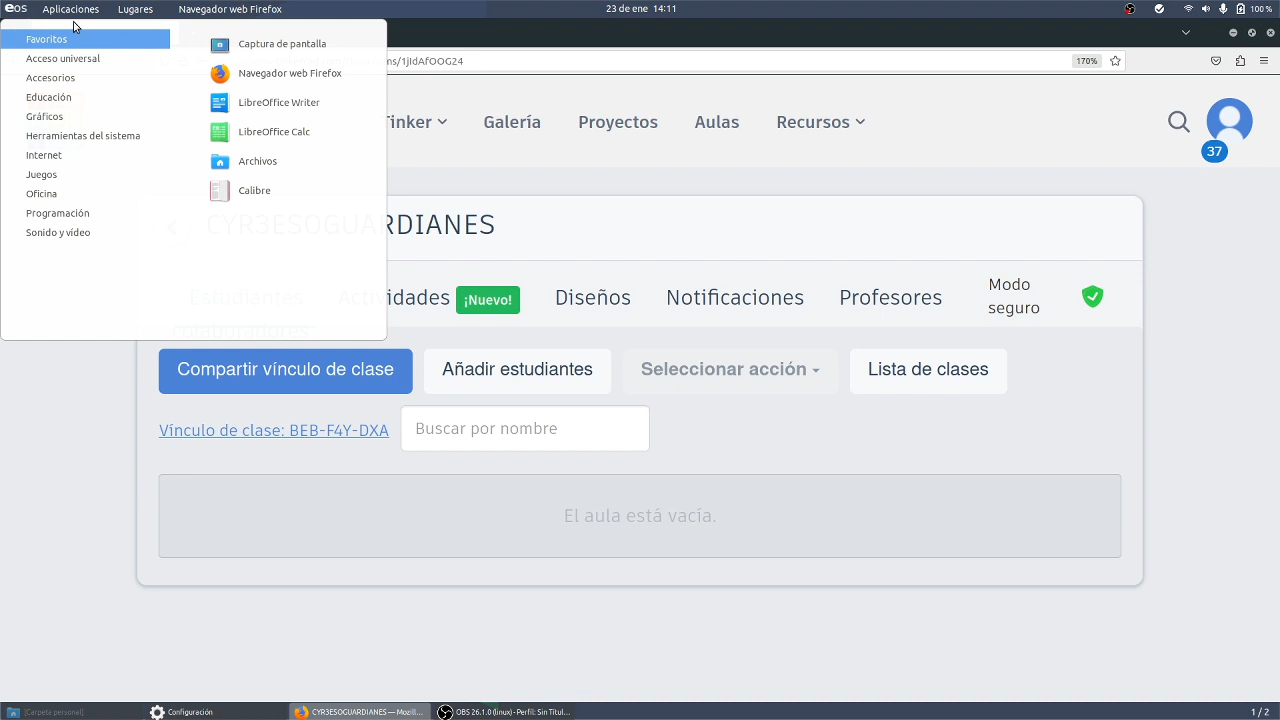 eos Aplicaciones Lugares Navegador web Firefox 23 de ene 14:11 100 %
Favoritos
Acceso universal
Accesorios
Educación
Gráficos
Herramientas del sistema
Internet
Juegos
Oficina
Programación
Sonido y vídeo
Captura de pantalla
Navegador web Firefox
LibreOffice Writer
LibreOffice Calc
Archivos
Calibre
1jIdAfOOG24 170%
Tinker Galería Proyectos Aulas Recursos
37
CYR3ESOGUARDIANES
Estudiantes Actividades ¡Nuevo! Diseños Notificaciones Profesores
colaboradores:
Modo
seguro
Compartir vínculo de clase Añadir estudiantes Seleccionar acción Lista de clases
Vínculo de clase: BEB-F4Y-DXA Buscar por nombre
El aula está vacía.
[Carpeta personal] Configuración CYR3ESOGUARDIANES — Mozill... OBS 26.1.0 (linux) - Perfil: Sin Títul... 1 / 2